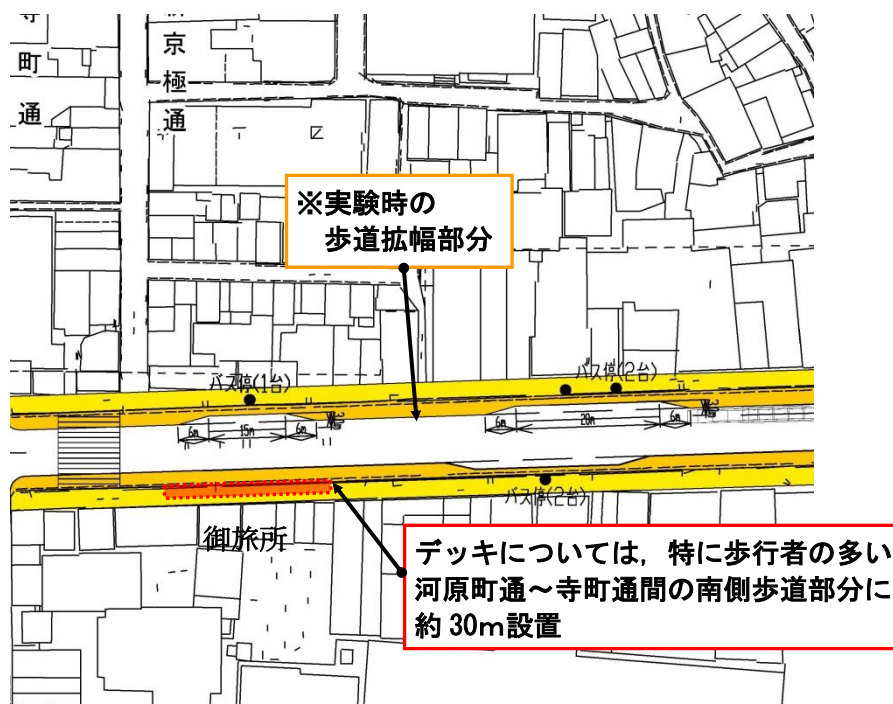 寺町通
新京極通
※実験時の
歩道拡幅部分
バス停(1台)
バス停(2台)
6m
15m
6m
6m
20m
6m
バス停(2台)
御旅所
デッキについては，特に歩行者の多い
河原町通～寺町通間の南側歩道部分に
約30m設置